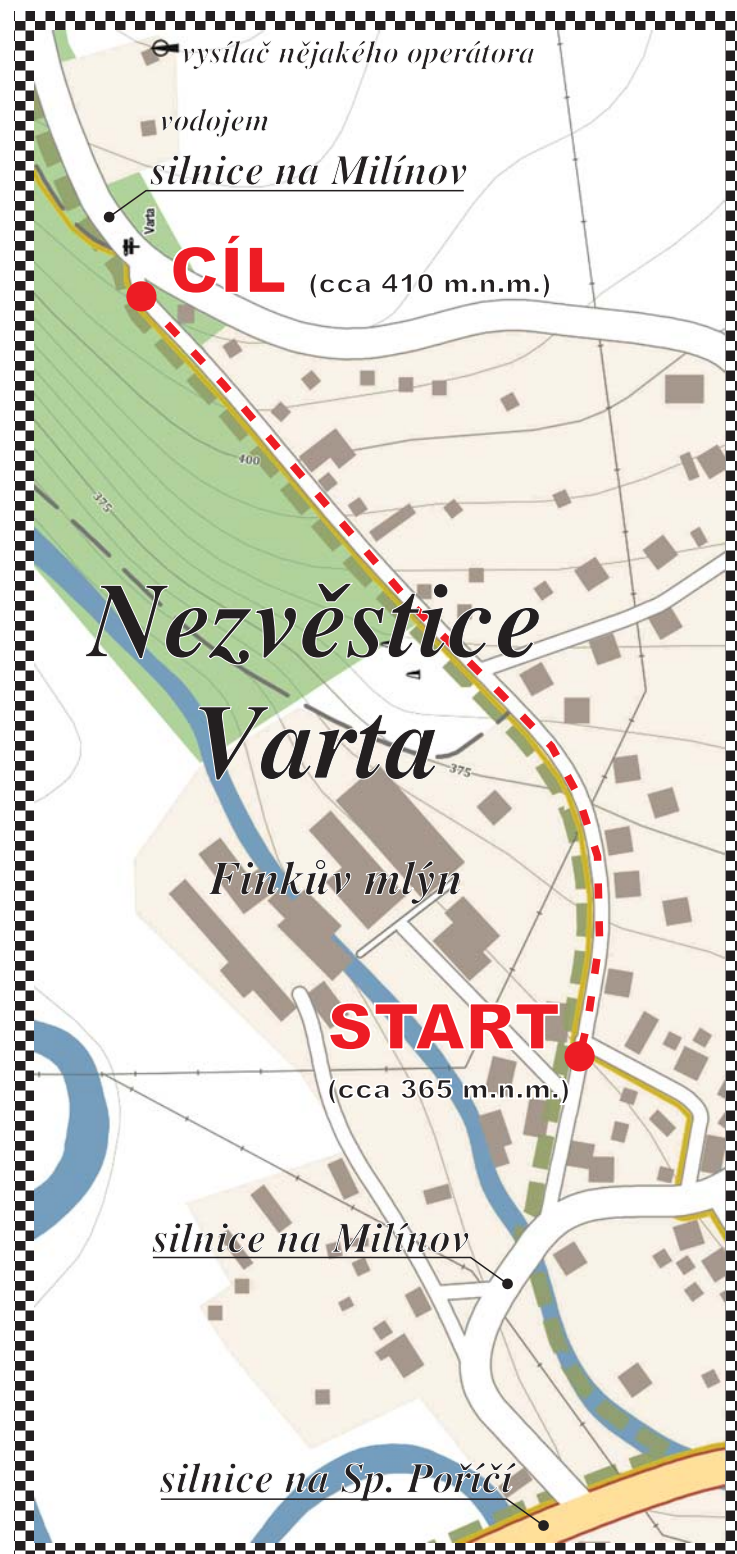 vysílač nějakého operátora
vodojem
silnice na Milínov
Varta
CÍL (cca 410 m.n.m.)
400
375
Nezvěstice
Varta
375
Finkův mlýn
START
(cca 365 m.n.m.)
silnice na Milínov
silnice na Sp. Poříčí